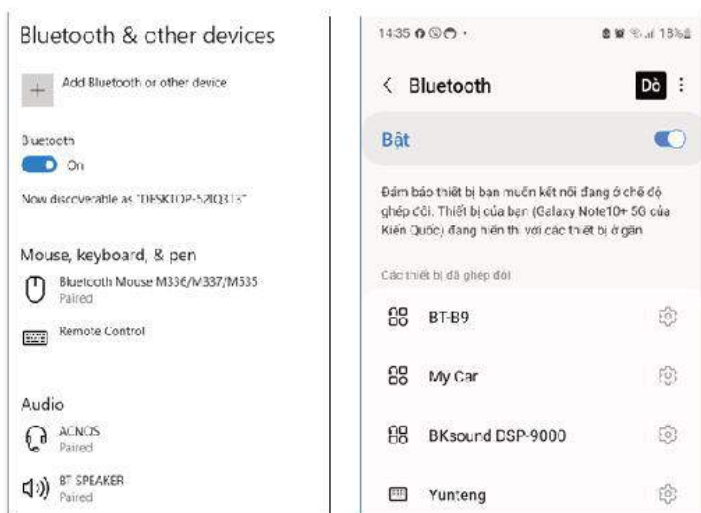 Bluetooth & other devices
Add Bluetooth or other device
Bluetooth
On
Now discoverable as
Mouse, keyboard, & pen
Bluetooth Mouse M336/M337/M535
Paired
Remote Control
Audio
ACNOS
Paired
BT SPEAKER
Paired
14:35
18%
Bluetooth
Dò
Bật
Đảm bảo thiết bị bạn muốn kết nối đang ở chế độ
ghép đôi. Thiết bị của bạn (Galaxy Note10+ 5G của
Kiến Quốc) đang hiển thị với các thiết bị ở gần
Các thiết bị đã ghép đôi
BT-B9
My Car
BKsound DSP-9000
Yunteng